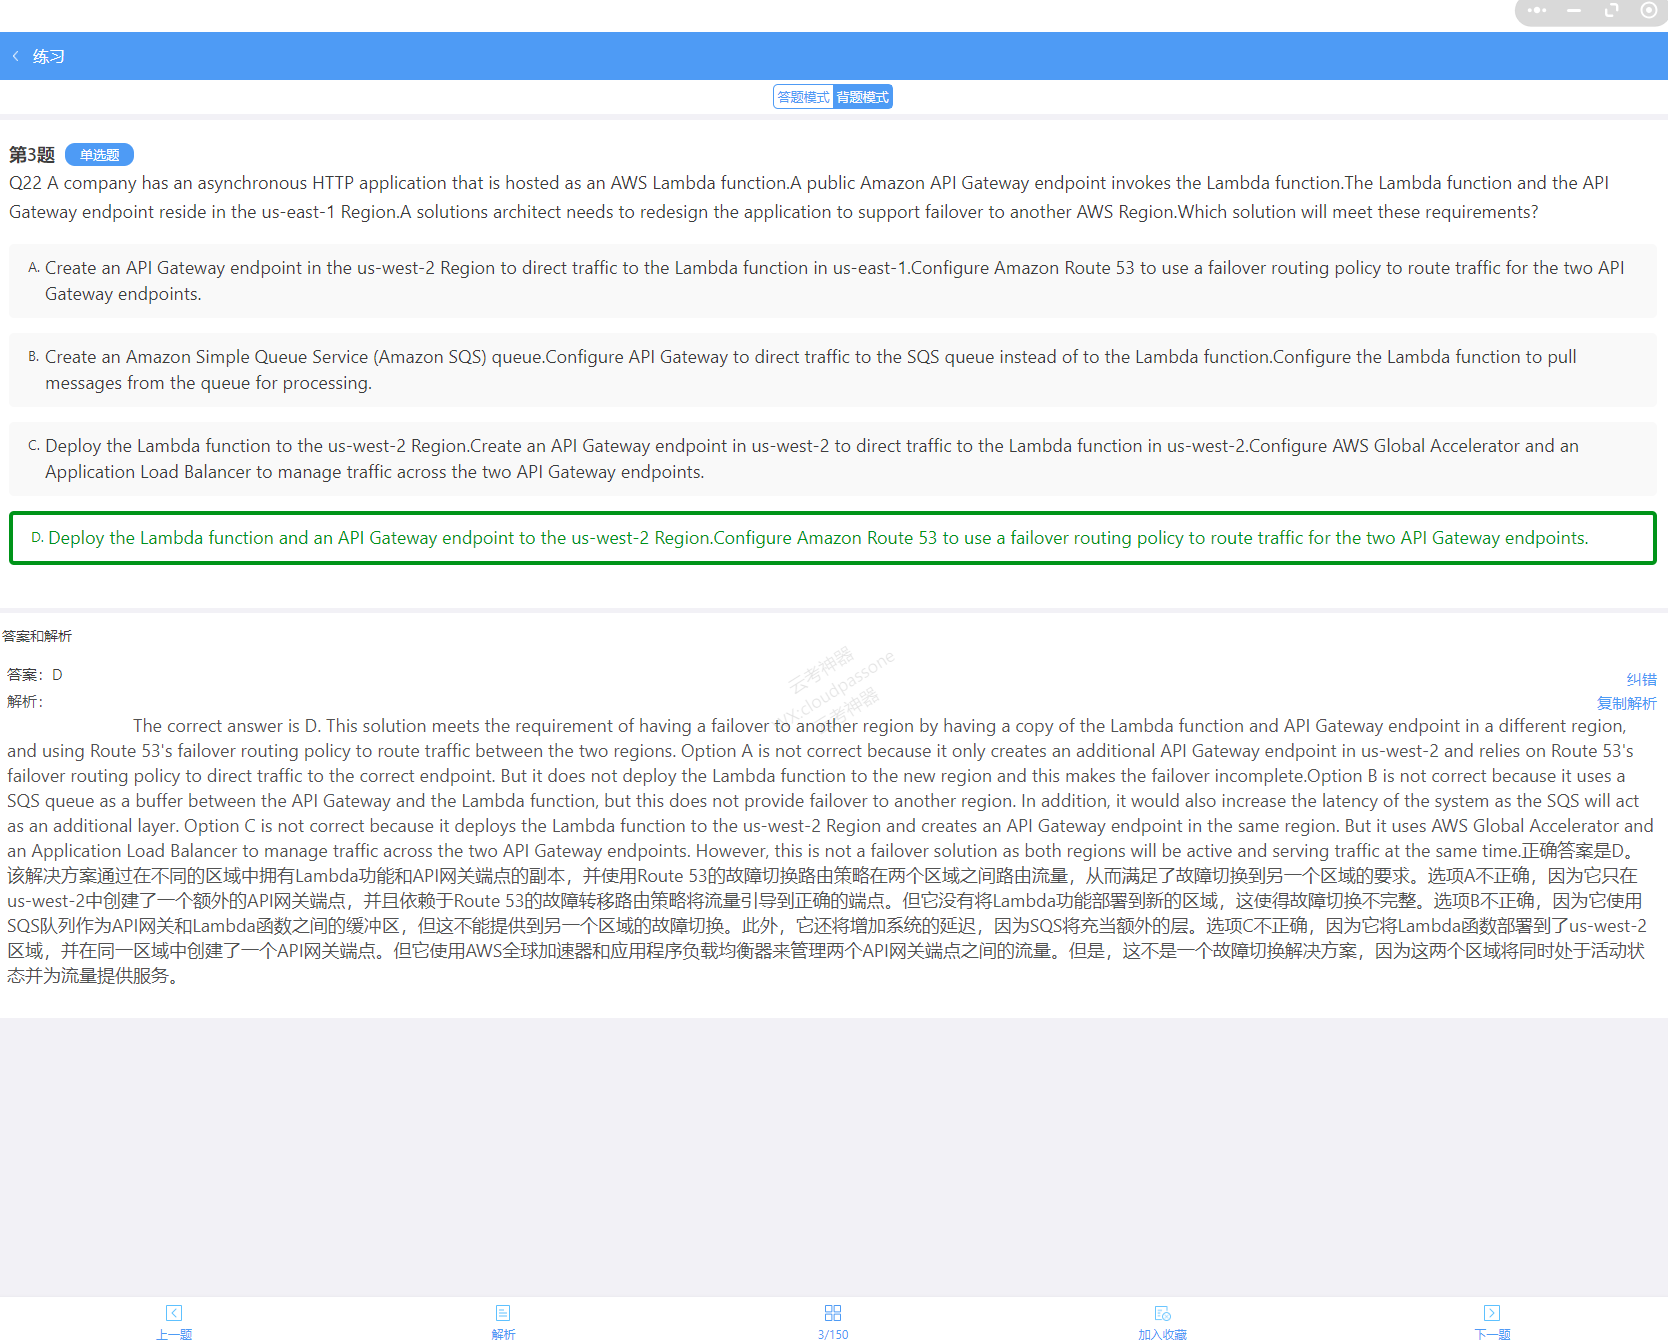 练习
答题模式 背题模式
第3题 单选题
Q22 A company has an asynchronous HTTP application that is hosted as an AWS Lambda function.A public Amazon API Gateway endpoint invokes the Lambda function.The Lambda function and the API
Gateway endpoint reside in the us-east-1 Region.A solutions architect needs to redesign the application to support failover to another AWS Region.Which solution will meet these requirements?
A. Create an API Gateway endpoint in the us-west-2 Region to direct traffic to the Lambda function in us-east-1.Configure Amazon Route 53 to use a failover routing policy to route traffic for the two API
Gateway endpoints.
B. Create an Amazon Simple Queue Service (Amazon SQS) queue.Configure API Gateway to direct traffic to the SQS queue instead of to the Lambda function.Configure the Lambda function to pull
messages from the queue for processing.
C. Deploy the Lambda function to the us-west-2 Region.Create an API Gateway endpoint in us-west-2 to direct traffic to the Lambda function in us-west-2.Configure AWS Global Accelerator and an
Application Load Balancer to manage traffic across the two API Gateway endpoints.
D. Deploy the Lambda function and an API Gateway endpoint to the us-west-2 Region.Configure Amazon Route 53 to use a failover routing policy to route traffic for the two API Gateway endpoints.
答案和解析
云考神器
VX:cloudpassone
云考神器
答案：D
纠错
解析：
复制解析
The correct answer is D. This solution meets the requirement of having a failover to another region by having a copy of the Lambda function and API Gateway endpoint in a different region,
and using Route 53's failover routing policy to route traffic between the two regions. Option A is not correct because it only creates an additional API Gateway endpoint in us-west-2 and relies on Route 53's
failover routing policy to direct traffic to the correct endpoint. But it does not deploy the Lambda function to the new region and this makes the failover incomplete.Option B is not correct because it uses a
SQS queue as a buffer between the API Gateway and the Lambda function, but this does not provide failover to another region. In addition, it would also increase the latency of the system as the SQS will act
as an additional layer. Option C is not correct because it deploys the Lambda function to the us-west-2 Region and creates an API Gateway endpoint in the same region. But it uses AWS Global Accelerator and
an Application Load Balancer to manage traffic across the two API Gateway endpoints. However, this is not a failover solution as both regions will be active and serving traffic at the same time.正确答案是D。
该解决方案通过在不同的区域中拥有Lambda功能和API网关端点的副本，并使用Route 53的故障切换路由策略在两个区域之间路由流量，从而满足了故障切换到另一个区域的要求。选项A不正确，因为它只在
us-west-2中创建了一个额外的API网关端点，并且依赖于Route 53的故障转移路由策略将流量引导到正确的端点。但它没有将Lambda功能部署到新的区域，这使得故障切换不完整。选项B不正确，因为它使用
SQS队列作为API网关和Lambda函数之间的缓冲区，但这不能提供到另一个区域的故障切换。此外，它还将增加系统的延迟，因为SQS将充当额外的层。选项C不正确，因为它将Lambda函数部署到了us-west-2
区域，并在同一区域中创建了一个API网关端点。但它使用AWS全球加速器和应用程序负载均衡器来管理两个API网关端点之间的流量。但是，这不是一个故障切换解决方案，因为这两个区域将同时处于活动状
态并为流量提供服务。
上一题 解析 3/150 加入收藏 下一题